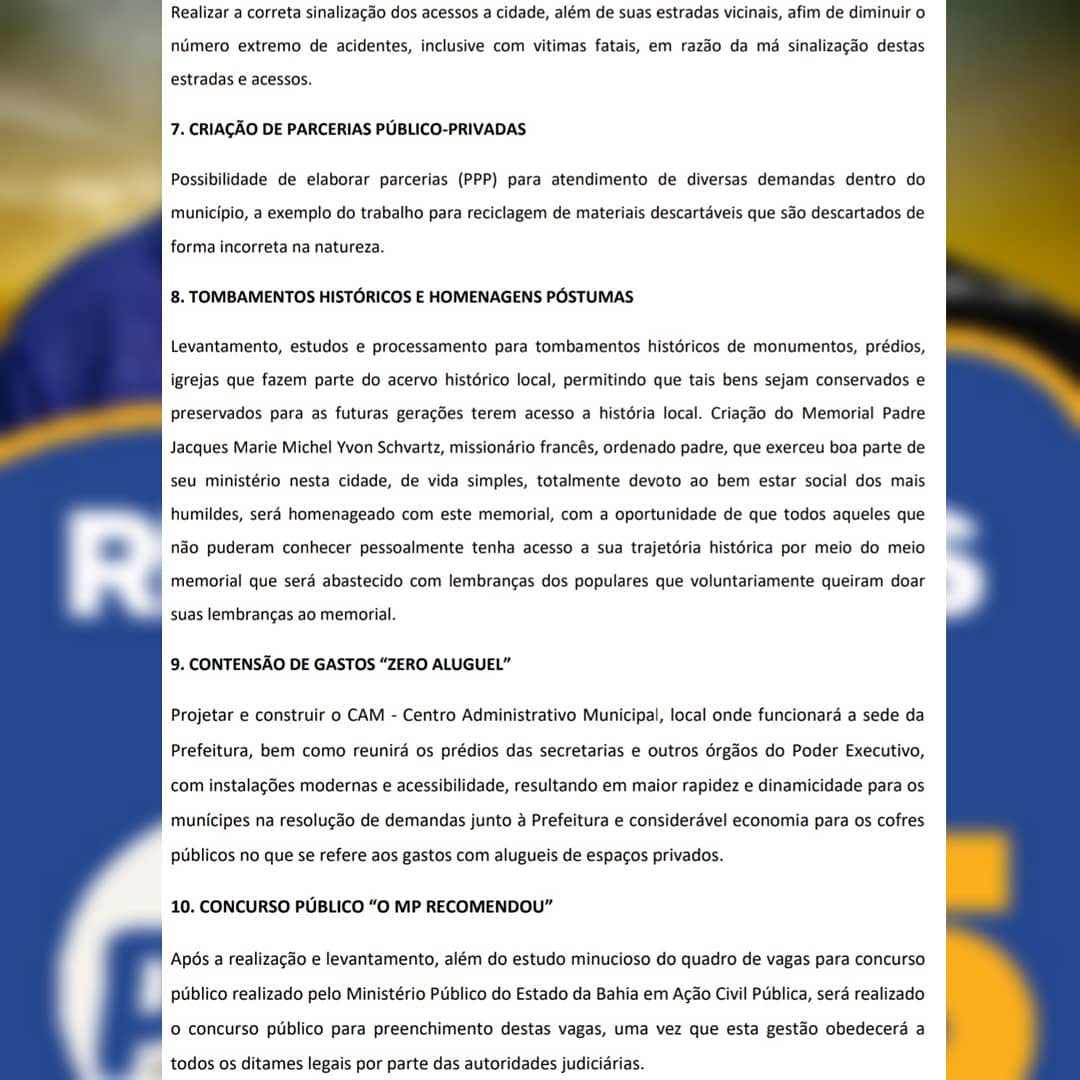 Realizar a correta sinalização dos acessos a cidade, além de suas estradas vicinais, afim de diminuir o
número extremo de acidentes, inclusive com vitimas fatais, em razão da má sinalização destas
estradas e acessos.
7. CRIAÇÃO DE PARCERIAS PÚBLICO-PRIVADAS
Possibilidade de elaborar parcerias (PPP) para atendimento de diversas demandas dentro do
município, a exemplo do trabalho para reciclagem de materiais descartáveis que são descartados de
forma incorreta na natureza.
8. TOMBAMENTOS HISTÓRICOS E HOMENAGENS PÓSTUMAS
Levantamento, estudos e processamento para tombamentos históricos de monumentos, prédios,
igrejas que fazem parte do acervo histórico local, permitindo que tais bens sejam conservados e
preservados para as futuras gerações terem acesso a história local. Criação do Memorial Padre
Jacques Marie Michel Yvon Schvartz, missionário francês, ordenado padre, que exerceu boa parte de
seu ministério nesta cidade, de vida simples, totalmente devoto ao bem estar social dos mais
humildes, será homenageado com este memorial, com a oportunidade de que todos aqueles que
não puderam conhecer pessoalmente tenha acesso a sua trajetória histórica por meio do meio
memorial que será abastecido com lembranças dos populares que voluntariamente queiram doar
suas lembranças ao memorial.
9. CONTENSÃO DE GASTOS “ZERO ALUGUEL”
Projetar e construir o CAM - Centro Administrativo Municipal, local onde funcionará a sede da
Prefeitura, bem como reunirá os prédios das secretarias e outros órgãos do Poder Executivo,
com instalações modernas e acessibilidade, resultando em maior rapidez e dinamicidade para os
munícipes na resolução de demandas junto à Prefeitura e considerável economia para os cofres
públicos no que se refere aos gastos com alugueis de espaços privados.
10. CONCURSO PÚBLICO “O MP RECOMENDOU”
Após a realização e levantamento, além do estudo minucioso do quadro de vagas para concurso
público realizado pelo Ministério Público do Estado da Bahia em Ação Civil Pública, será realizado
o concurso público para preenchimento destas vagas, uma vez que esta gestão obedecerá a
todos os ditames legais por parte das autoridades judiciárias.